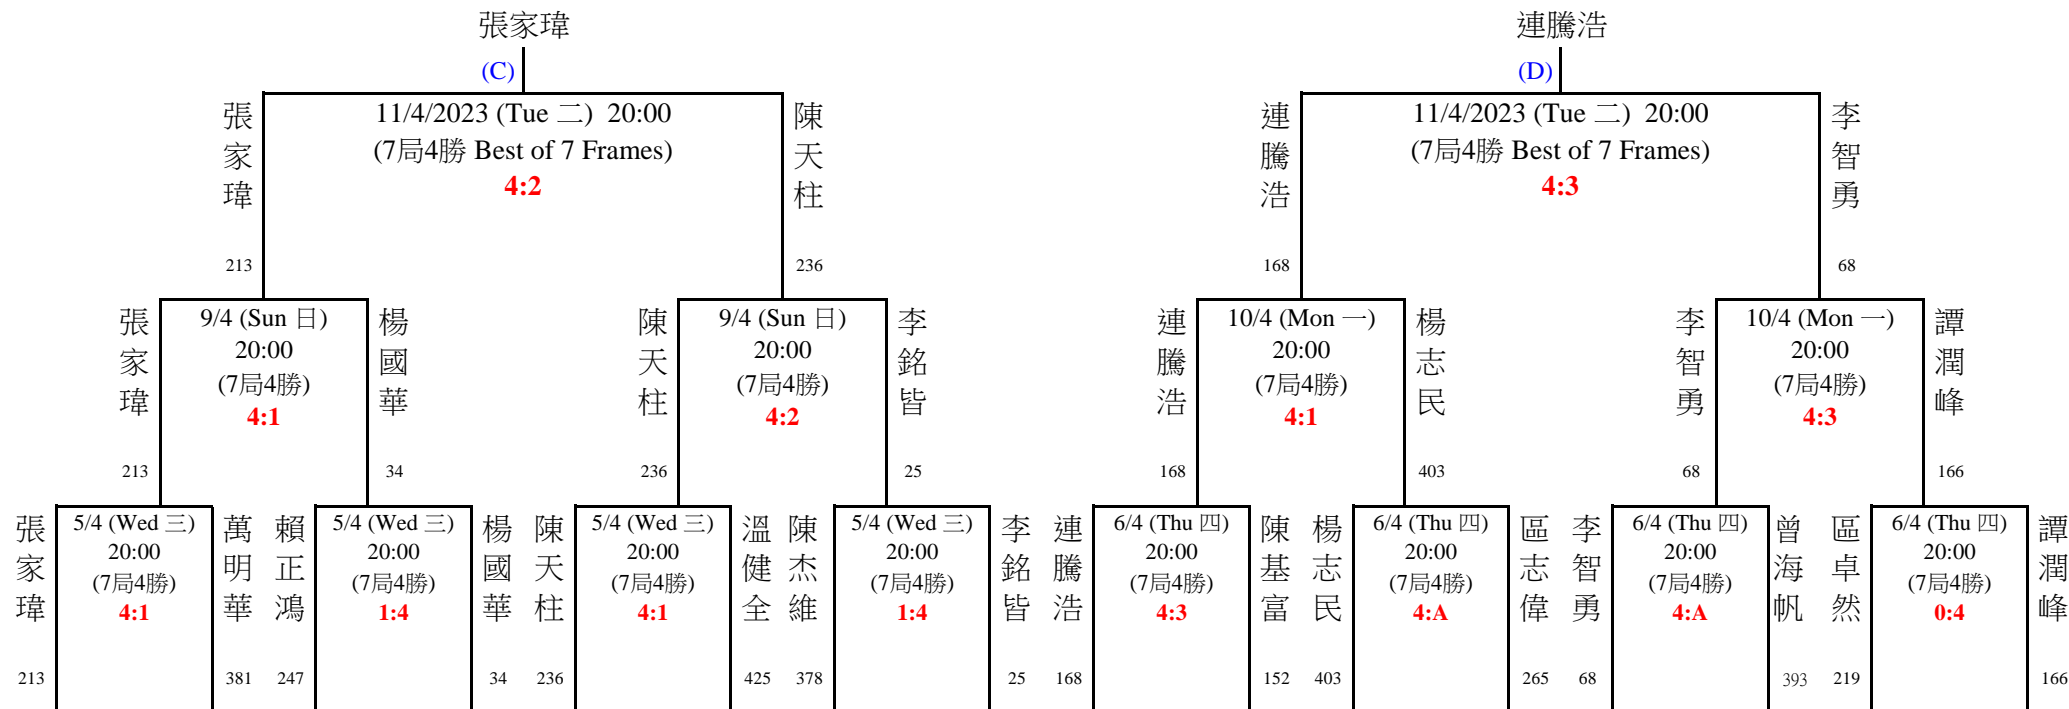 張家瑋
連騰浩
(C)
(D)
張家瑋
11/4/2023 (Tue 二) 20:00
(7局4勝 Best of 7 Frames)
4:2
陳天柱
連騰浩
11/4/2023 (Tue 二) 20:00
(7局4勝 Best of 7 Frames)
4:3
李智勇
213
236
168
68
張家瑋
9/4 (Sun 日)
20:00
(7局4勝)
4:1
楊國華
陳天柱
9/4 (Sun 日)
20:00
(7局4勝)
4:2
李銘皆
連騰浩
10/4 (Mon 一)
20:00
(7局4勝)
4:1
楊志民
李智勇
10/4 (Mon 一)
20:00
(7局4勝)
4:3
譚潤峰
213
34
236
25
168
403
68
166
張家瑋
5/4 (Wed 三)
20:00
(7局4勝)
4:1
萬明華
賴正鴻
5/4 (Wed 三)
20:00
(7局4勝)
1:4
楊國華
陳天柱
5/4 (Wed 三)
20:00
(7局4勝)
4:1
溫健全
陳杰維
5/4 (Wed 三)
20:00
(7局4勝)
1:4
李銘皆
連騰浩
6/4 (Thu 四)
20:00
(7局4勝)
4:3
陳基富
楊志民
6/4 (Thu 四)
20:00
(7局4勝)
4:A
區志偉
李智勇
6/4 (Thu 四)
20:00
(7局4勝)
4:A
曾海帆
區卓然
6/4 (Thu 四)
20:00
(7局4勝)
0:4
譚潤峰
213
381
247
34
236
425
378
25
168
152
403
265
68
393
219
166